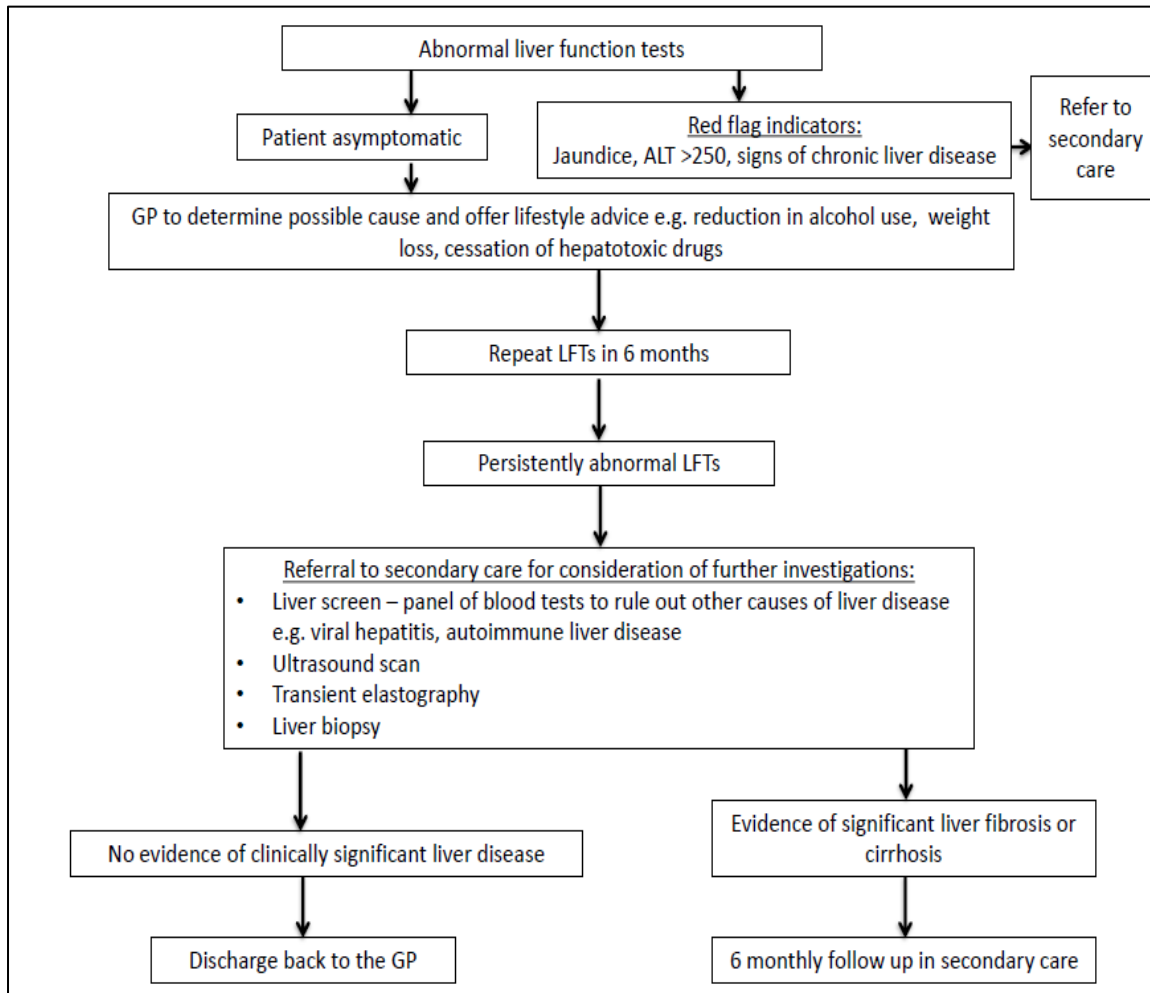 Abnormal liver function tests
Patient asymptomatic
Red flag indicators:
Jaundice, ALT >250, signs of chronic liver disease
Refer to
secondary
care
GP to determine possible cause and offer lifestyle advice e.g. reduction in alcohol use, weight
loss, cessation of hepatotoxic drugs
Repeat LFTs in 6 months
Persistently abnormal LFTs
Referral to secondary care for consideration of further investigations:
• Liver screen – panel of blood tests to rule out other causes of liver disease
e.g. viral hepatitis, autoimmune liver disease
• Ultrasound scan
• Transient elastography
• Liver biopsy
No evidence of clinically significant liver disease
Evidence of significant liver fibrosis or
cirrhosis
Discharge back to the GP
6 monthly follow up in secondary care